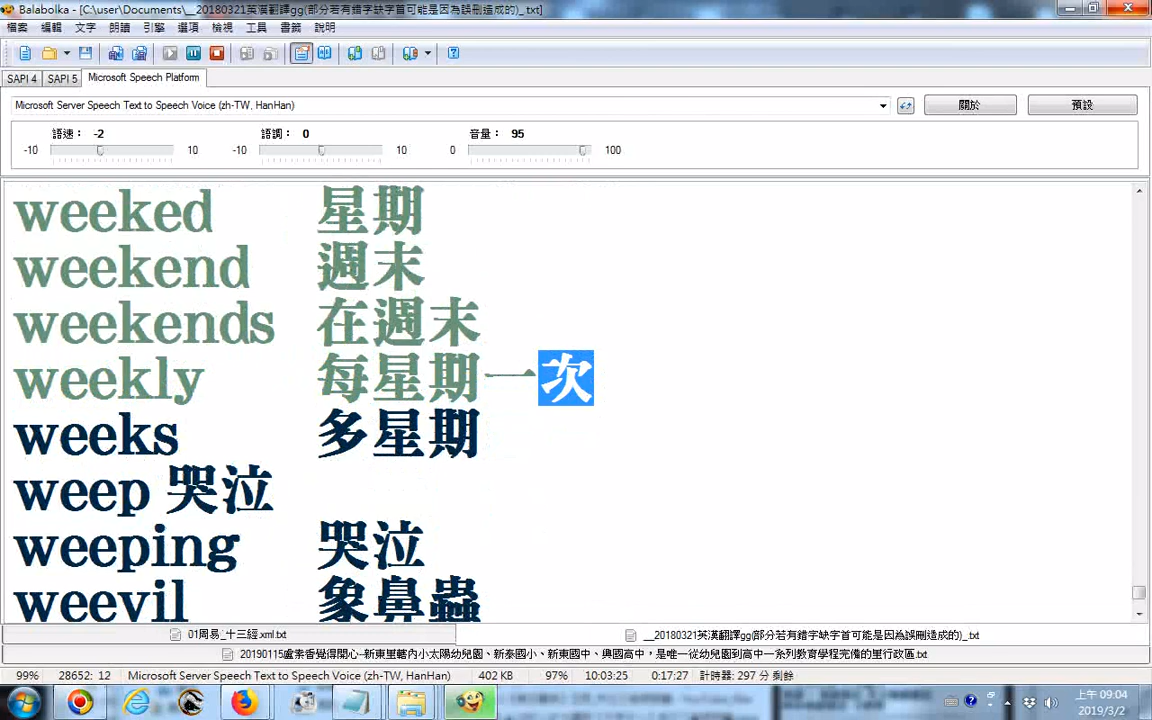 Balabolka - [C:\user\Documents\__20180321英漢翻譯gg(部分若有錯字缺字首可能是因為誤刪造成的)_.txt]
檔案 編輯 文字 朗讀 引擎 選項 檢視 工具 書籤 說明
SAPI 4 SAPI 5 Microsoft Speech Platform
Microsoft Server Speech Text to Speech Voice (zh-TW, HanHan) 關於 預設
語速： -2 語調： 0 音量： 95
-10 10 -10 10 0 100
weeked 星期
weekend 週末
weekends 在週末
weekly 每星期一次
weeks 多星期
weep 哭泣
weeping 哭泣
weevil 象鼻蟲
01周易_十三經.xml.txt __20180321英漢翻譯gg(部分若有錯字缺字首可能是因為誤刪造成的)_.txt
20190115盧素香覺得開心-新東里轄內小太陽幼兒園、新泰國小、新東國中、興國高中，是唯一從幼兒園到高中一系列教育學程完備的里行政區.txt
99% 28652: 12 Microsoft Server Speech Text to Speech Voice (zh-TW, HanHan) 402 KB 97% 10:03:25 0:17:27 計時器: 297 分 剩餘
上午 09:04
2019/3/2